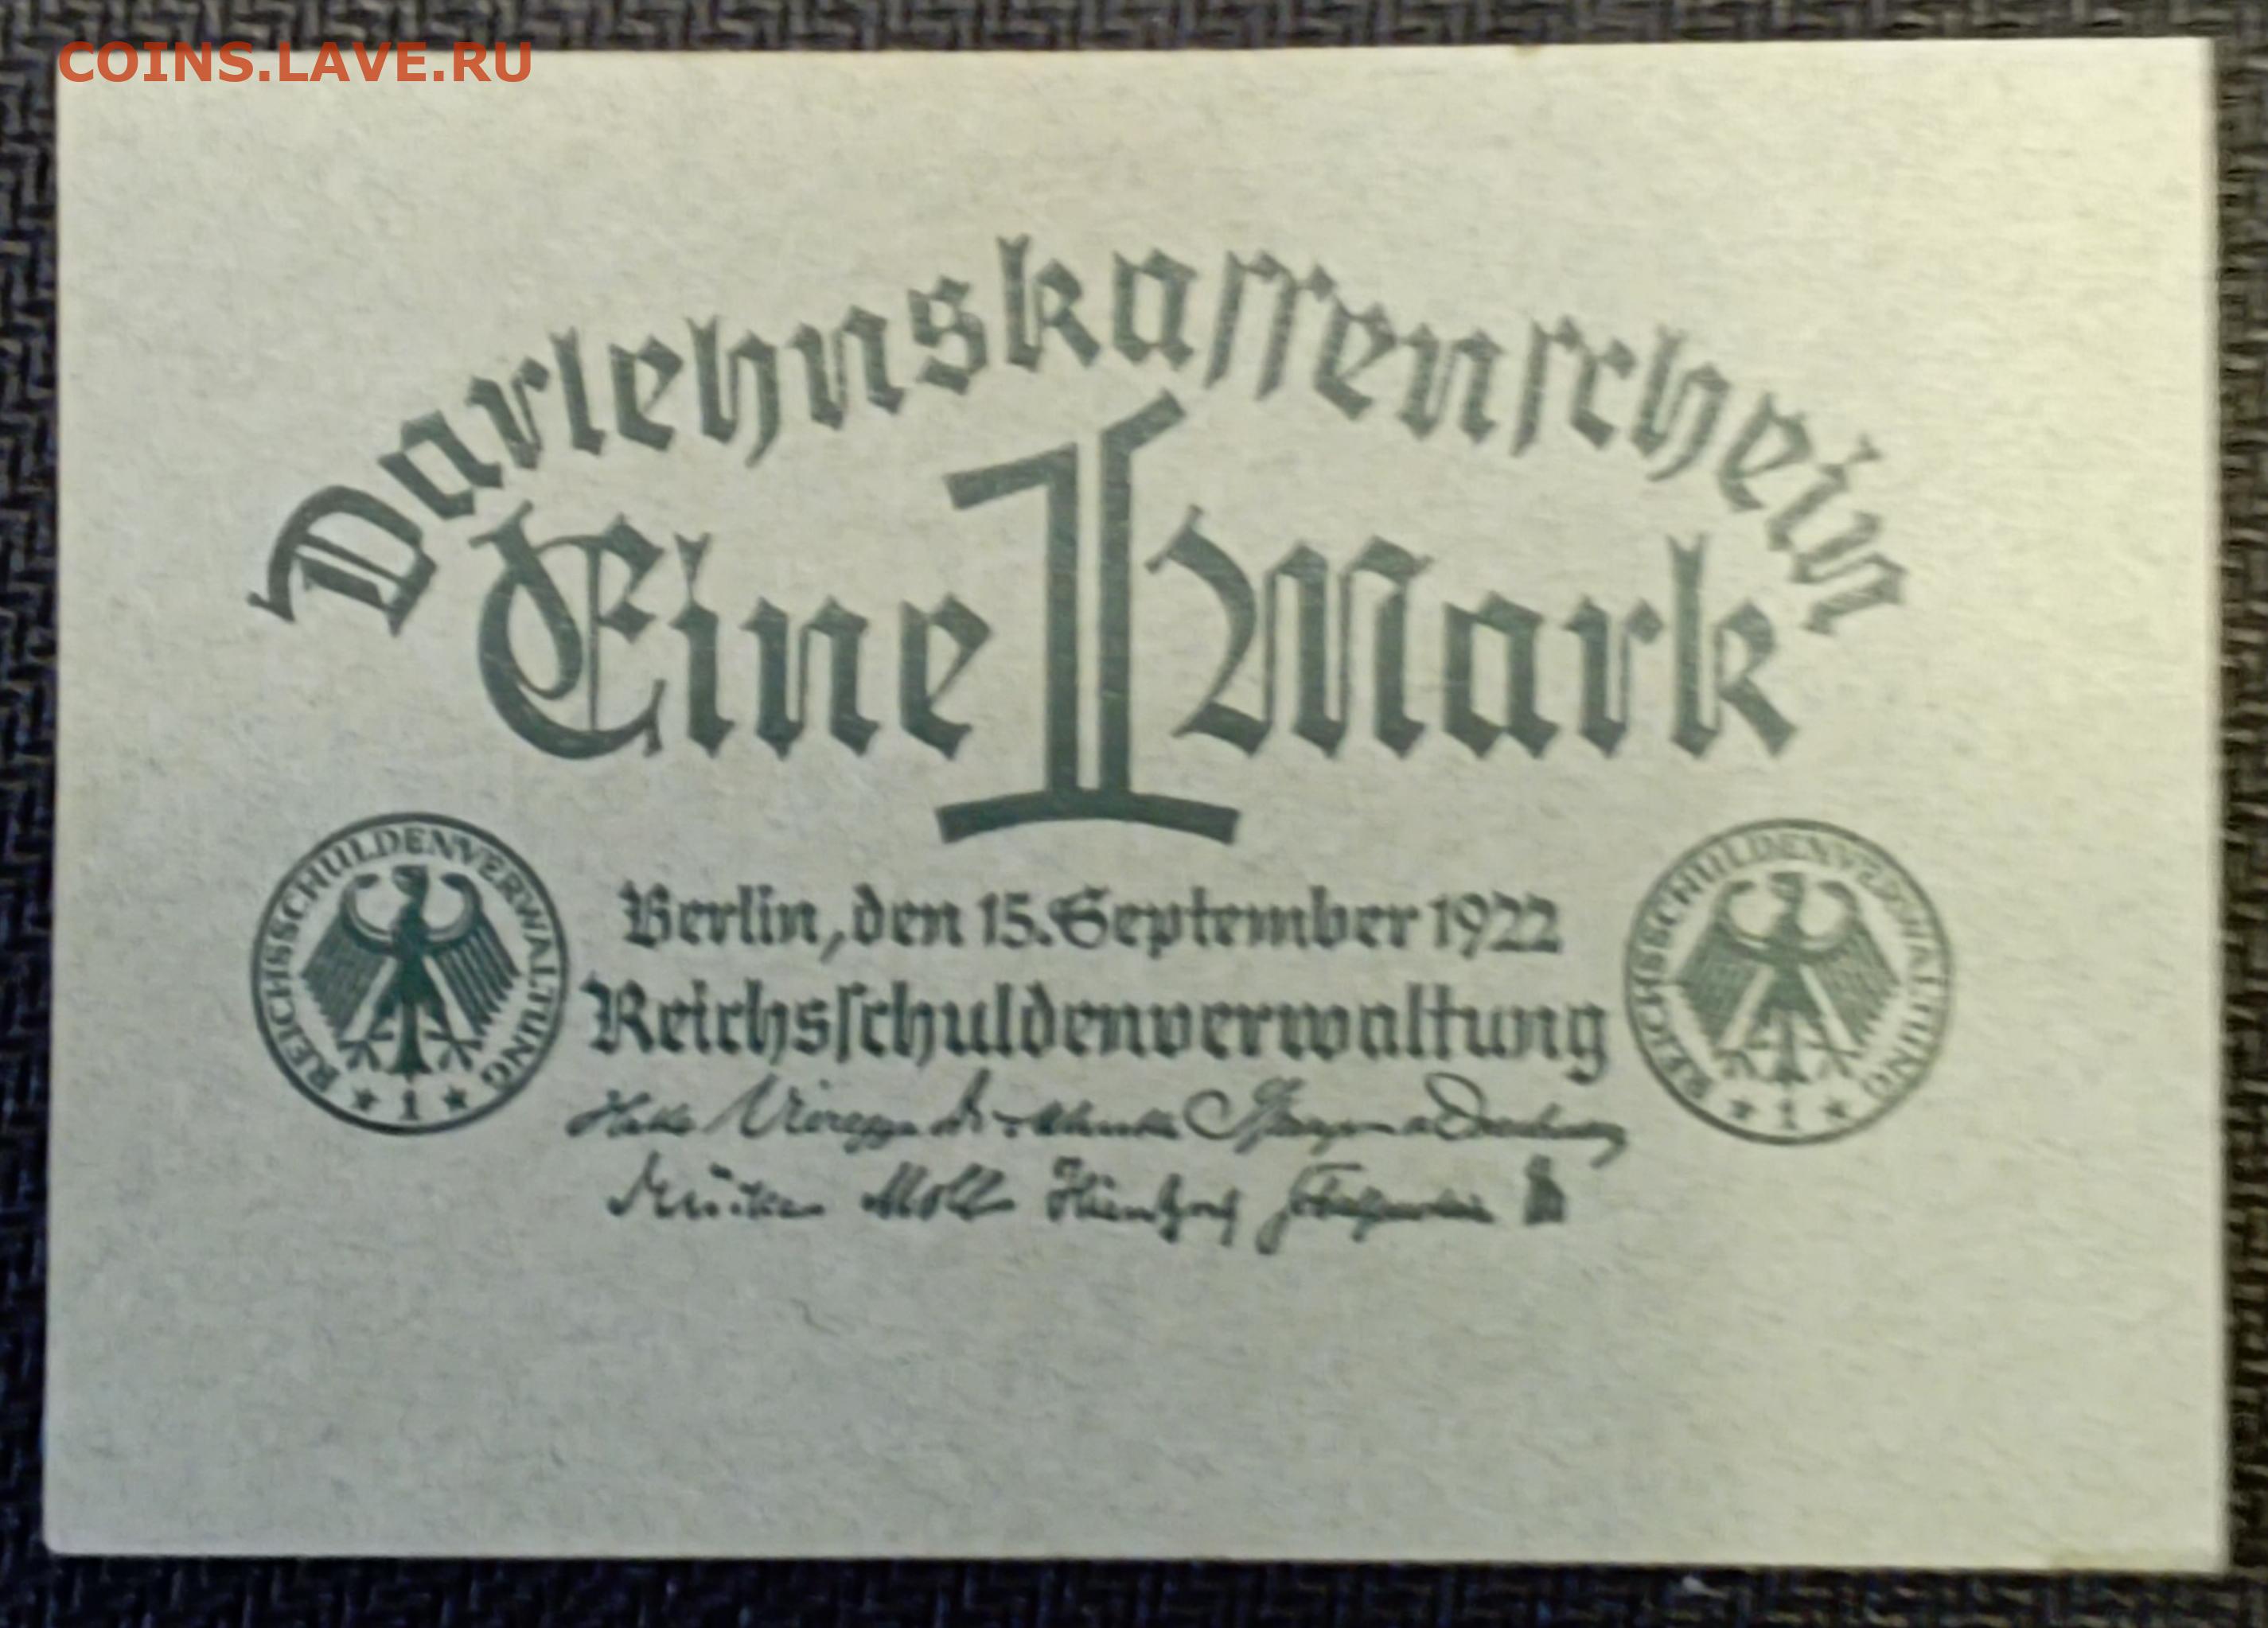 COINS.LAVE.RU
Darlehnskassenschein
Eine 1 Mark
Berlin, den 15. September 1922
Reichsschuldenverwaltung
REICHSSCHULDENVERWALTUNG
* 1 *
REICHSSCHULDENVERWALTUNG
* 1 *